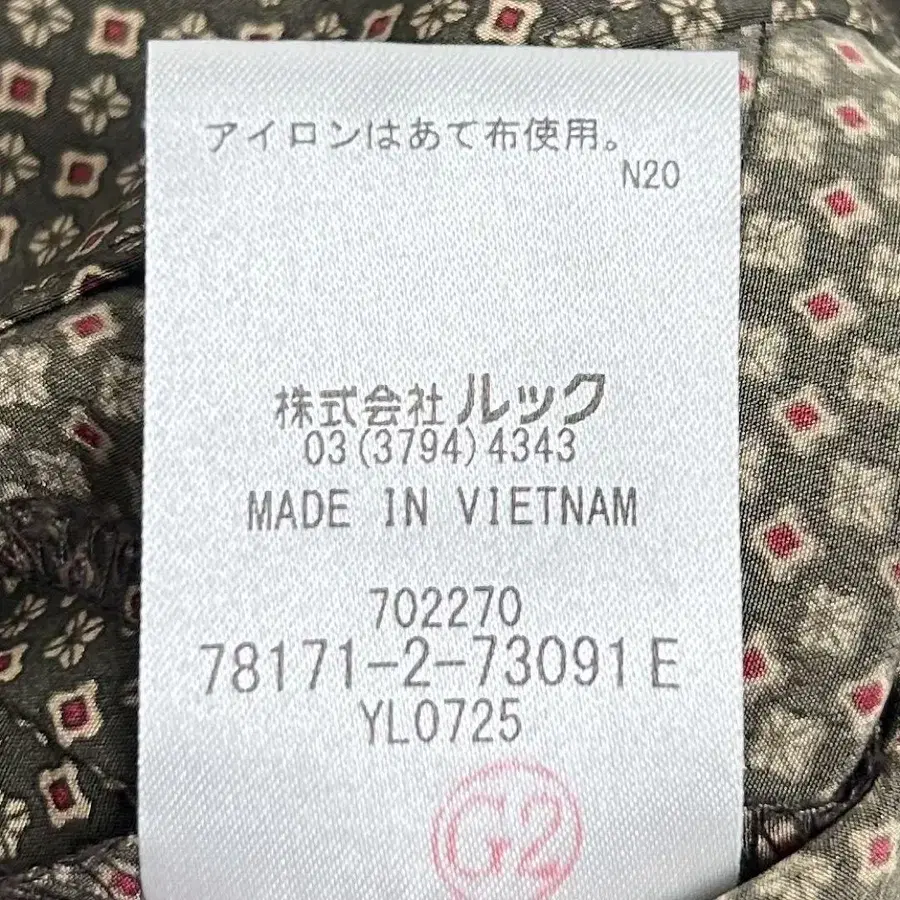 アイロンはあて布使用。
N20
株式会社ルック
03(3794)4343
MADE IN VIETNAM
702270
78171-2-73091E
YL0725
G2